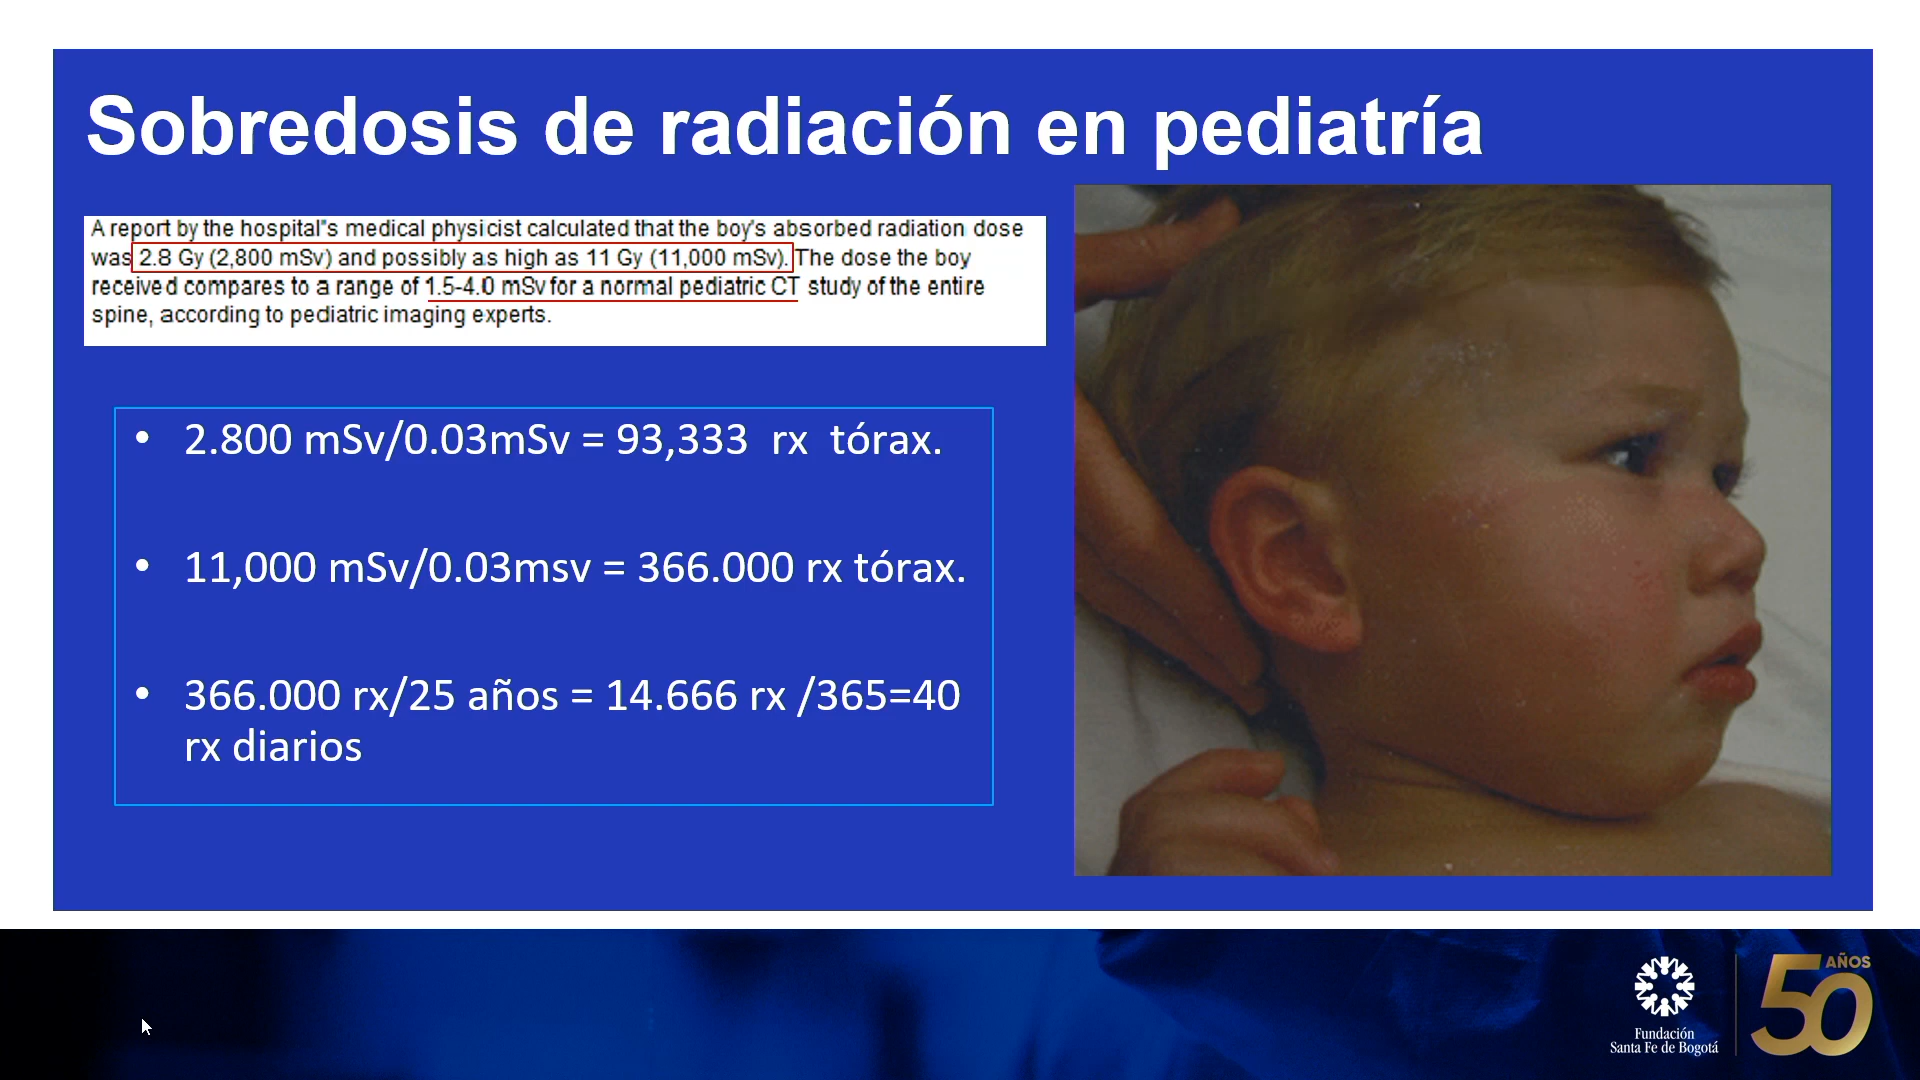 Sobredosis de radiación en pediatría
A report by the hospital"s medical physicist calculated that the boy's absorbed radiation dose
was 2.8 Gy (2,800 mSv) and possibly as high as 11 Gy (11,000 mSv). The dose the boy
received compares to a range of 1.5-4.0 mSv for a normal pediatric CT study of the entire
spine, according to pediatric imaging experts.
• 2.800 mSv/0.03mSv = 93,333 rx tórax.
• 11,000 mSv/0.03msv = 366.000 rx tórax.
• 366.000 rx/25 años = 14.666 rx /365=40
rx diarios
Fundación
Santa Fe de Bogotá
50 AÑOS